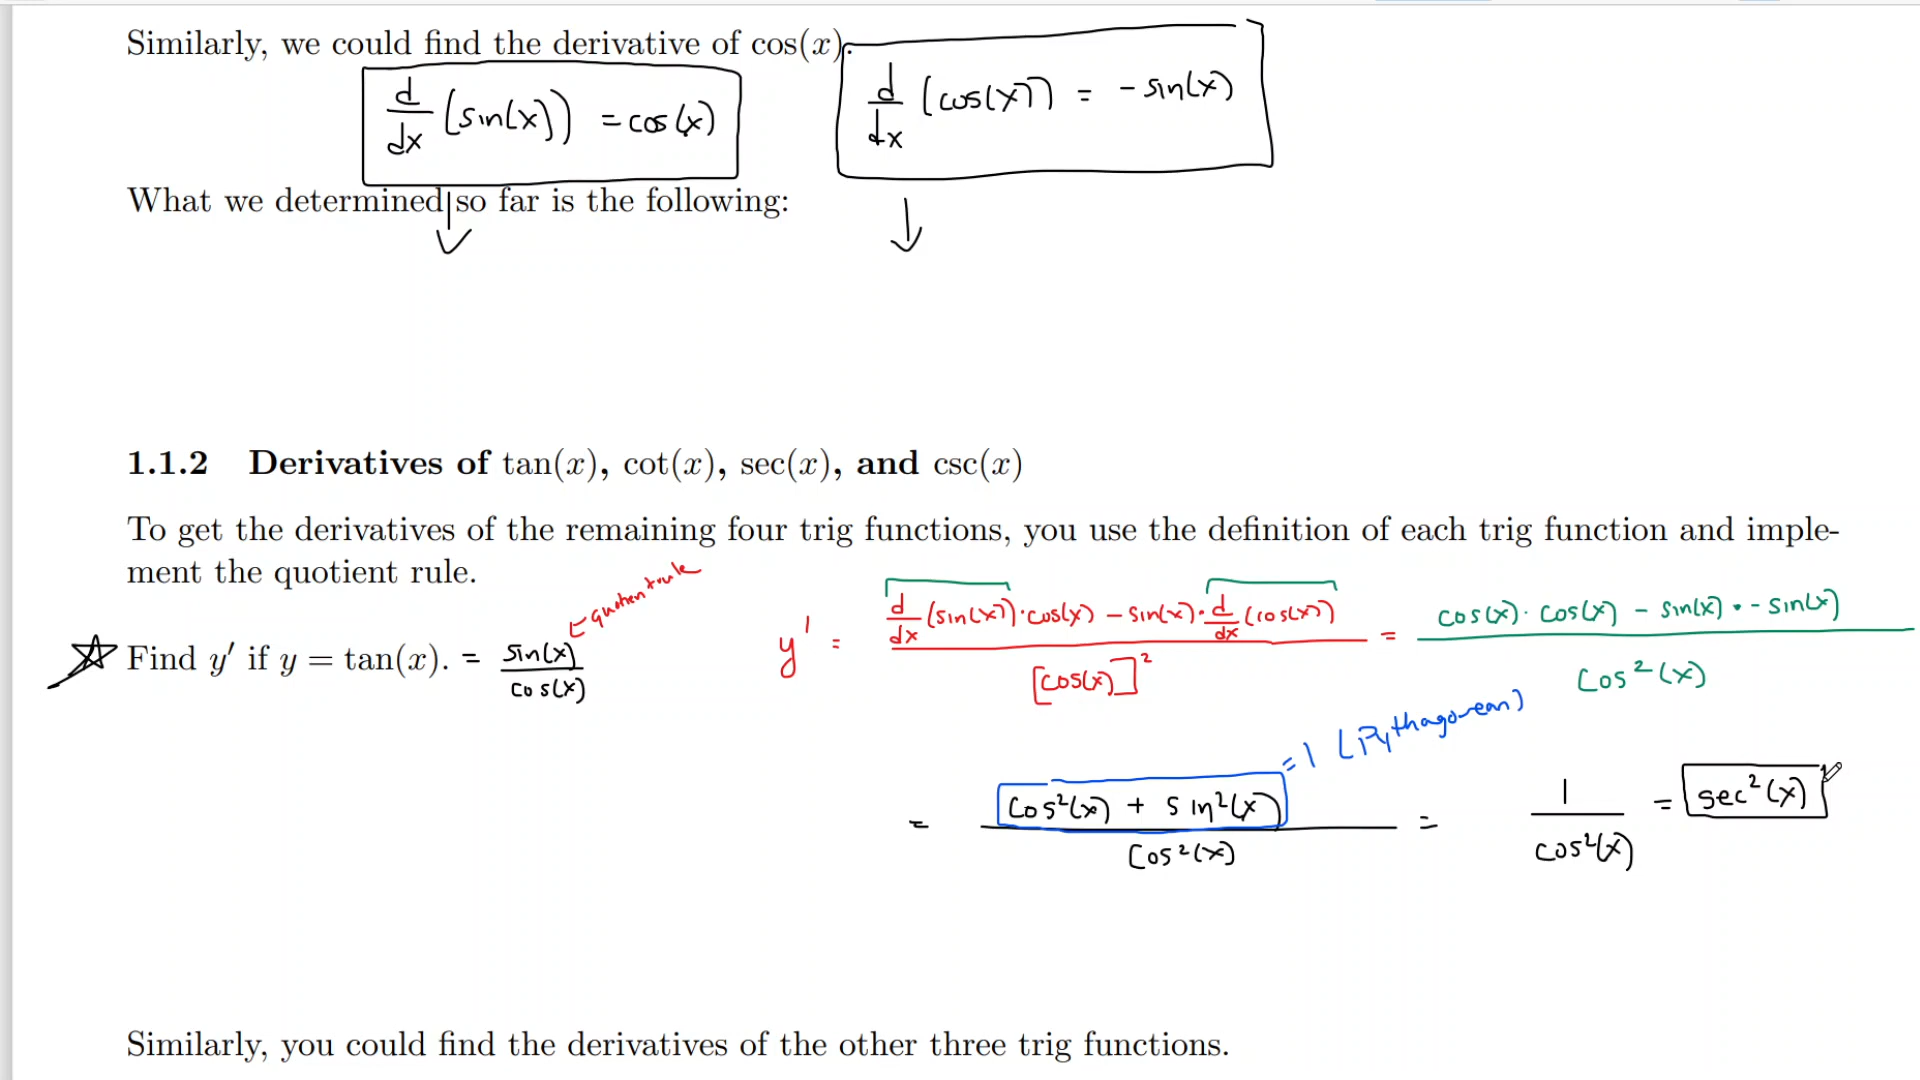 Similarly, we could find the derivative of cos(x).
d/dx (sin(x)) = cos(x)
d/dx (cos(x)) = - sin(x)
What we determined so far is the following:
1.1.2 Derivatives of tan(x), cot(x), sec(x), and csc(x)
To get the derivatives of the remaining four trig functions, you use the definition of each trig function and imple-
ment the quotient rule.
Find y′ if y = tan(x). = sin(x)/cos(x)
y' = (d/dx (sin(x)) · cos(x) − sin(x) · d/dx (cos(x))) / [cos(x)]² = (cos(x) · cos(x) − sin(x) · - sin(x)) / cos²(x)
= (cos²(x) + sin²(x)) / cos²(x) = 1/cos²(x) = sec²(x)
= 1 (Pythagorean)
Similarly, you could find the derivatives of the other three trig functions.